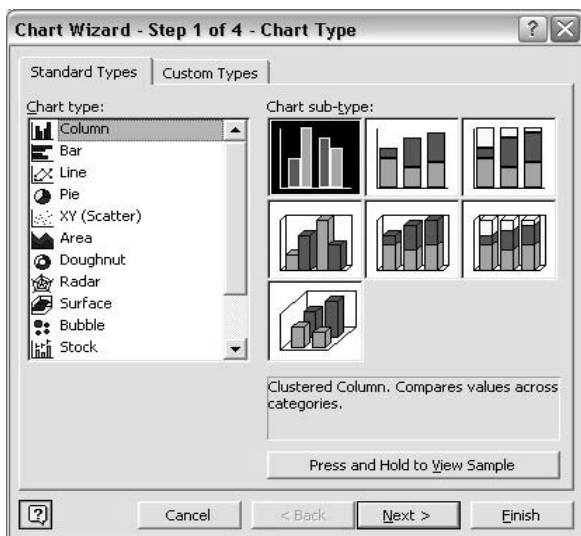 Chart Wizard - Step 1 of 4 - Chart Type
Standard Types
Custom Types
Chart type:
Column
Bar
Line
Pie
XY (Scatter)
Area
Doughnut
Radar
Surface
Bubble
Stock
Chart sub-type:
Clustered Column. Compares values across
categories.
Press and Hold to View Sample
Cancel
< Back
Next >
Finish